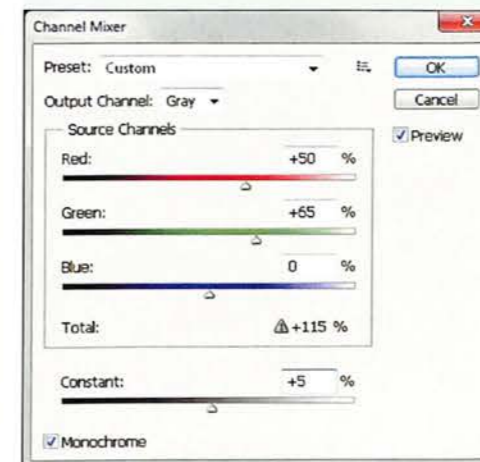 Channel Mixer
Preset: Custom
OK
Output Channel: Gray
Cancel
Source Channels
Preview
Red: +50 %
Green: +65 %
Blue: 0 %
Total: +115 %
Constant: +5 %
Monochrome